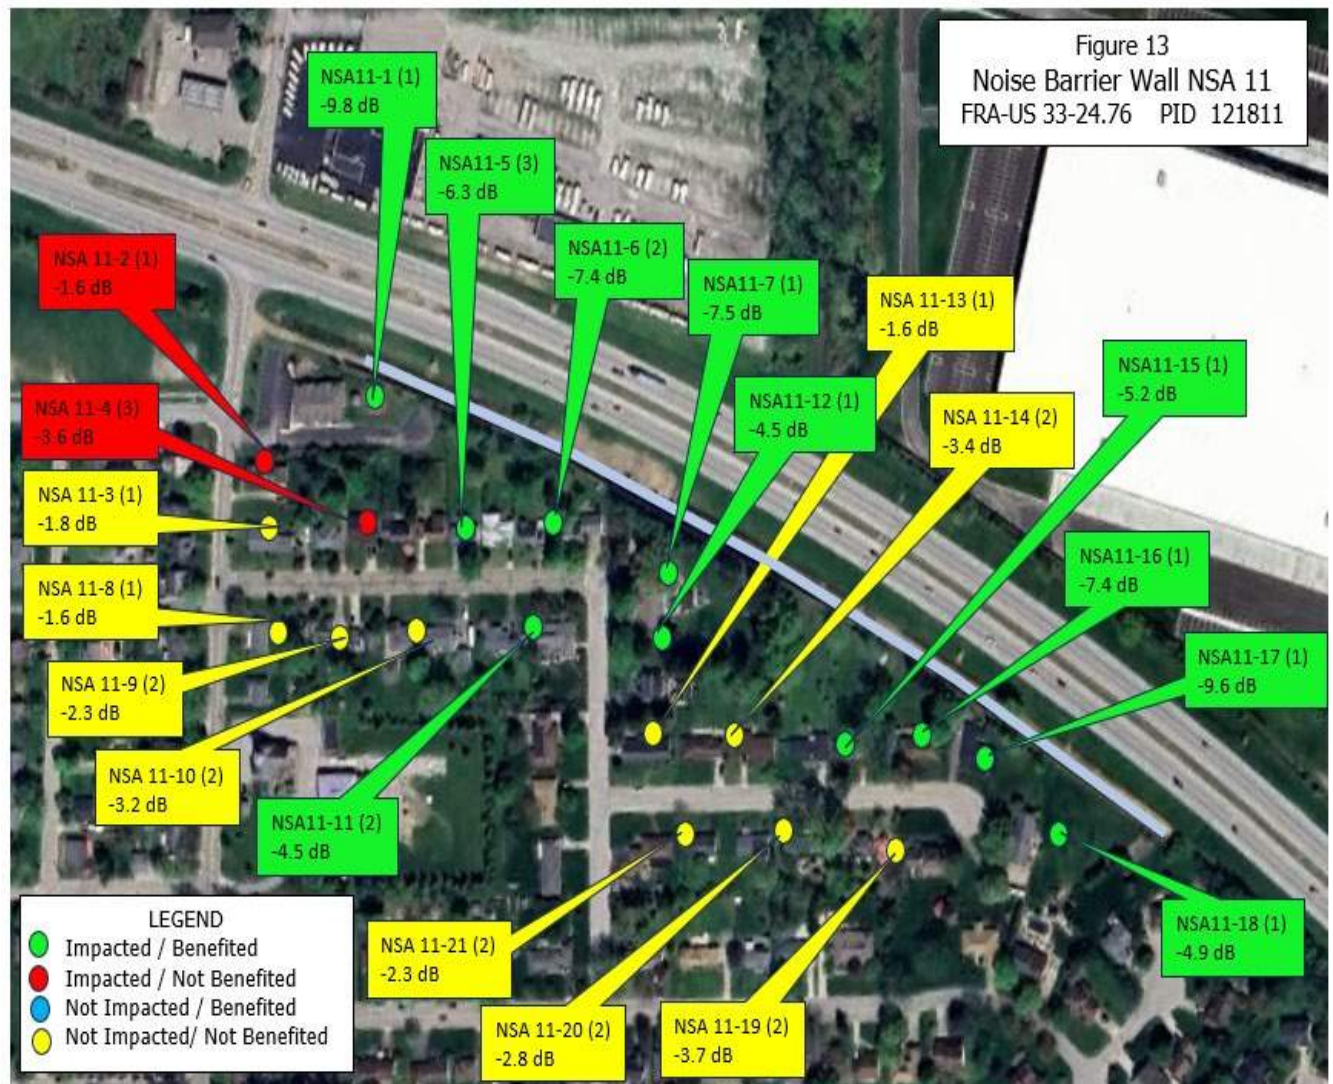 Figure 13
Noise Barrier Wall NSA 11
FRA-US 33-24.76 PID 121811
NSA11-1 (1)
-9.8 dB
NSA11-5 (3)
-6.3 dB
NSA 11-2 (1)
-1.6 dB
NSA11-6 (2)
-7.4 dB
NSA11-7 (1)
-7.5 dB
NSA 11-13 (1)
-1.6 dB
NSA11-15 (1)
-5.2 dB
NSA 11-4 (3)
-3.6 dB
NSA11-12 (1)
-4.5 dB
NSA 11-14 (2)
-3.4 dB
NSA 11-3 (1)
-1.8 dB
NSA11-16 (1)
-7.4 dB
NSA 11-8 (1)
-1.6 dB
NSA11-17 (1)
-9.6 dB
NSA 11-9 (2)
-2.3 dB
NSA 11-10 (2)
-3.2 dB
NSA11-11 (2)
-4.5 dB
NSA11-18 (1)
-4.9 dB
NSA 11-21 (2)
-2.3 dB
NSA 11-20 (2)
-2.8 dB
NSA 11-19 (2)
-3.7 dB
LEGEND
Impacted / Benefited
Impacted / Not Benefited
Not Impacted / Benefited
Not Impacted/ Not Benefited